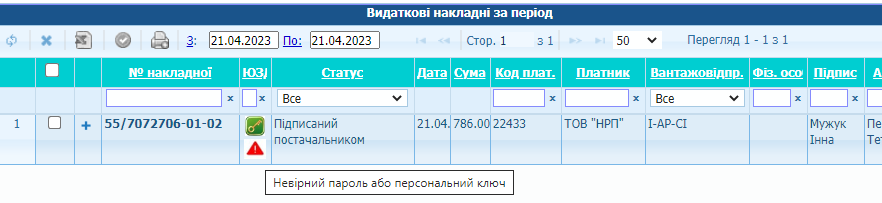 Видаткові накладні за період
З: 21.04.2023 По: 21.04.2023 Стор. 1 з 1 50 Перегляд 1 - 1 з 1
№ накладної ЮЗД Статус Дата Сума Код плат. Платник Вантажовідпр. Фіз. осо Підпис А
x x Все x x Все x x
1 55/7072706-01-02 Підписаний 21.04. 786.00 22433 ТОВ "НРП" І-АР-СІ Мужук Пе
постачальником Інна Тет
Невірний пароль або персональний ключ